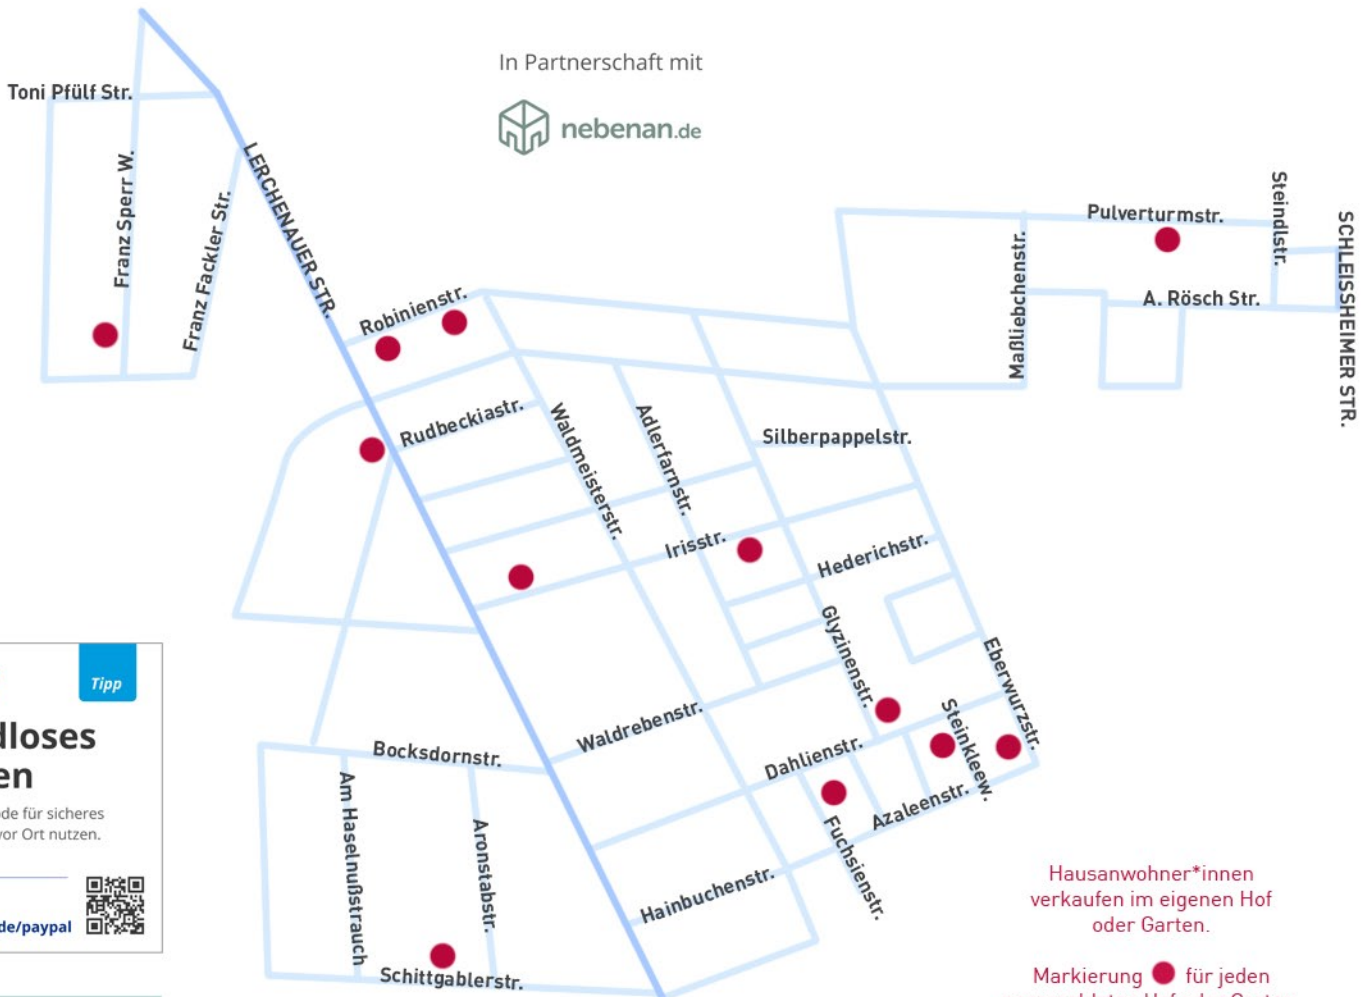 In Partnerschaft mit
nebenan.de
Toni Pfülf Str.
Franz Sperr W.
Franz Fackler Str.
LERCHENAUER STR.
Pulverturmstr.
Steindlstr.
SCHLEISSHEIMER STR.
Maßliebchenstr.
A. Rösch Str.
Robinienstr.
Rudbeckiastr.
Waldmeisterstr.
Adlerfarnstr.
Silberpappelstr.
Irisstr.
Hederichstr.
Glyzinenstr.
Eberwurzstr.
Steinkleew.
Waldrebenstr.
Dahlienstr.
Azaleenstr.
Fuchsienstr.
Hainbuchenstr.
Bocksdornstr.
Am Haselnußstrauch
Aronstabstr.
Schittgablerstr.
Tipp
dloses
en
de für sicheres
vor Ort nutzen.
de/paypal
Hausanwohner*innen
verkaufen im eigenen Hof
oder Garten.
Markierung für jeden